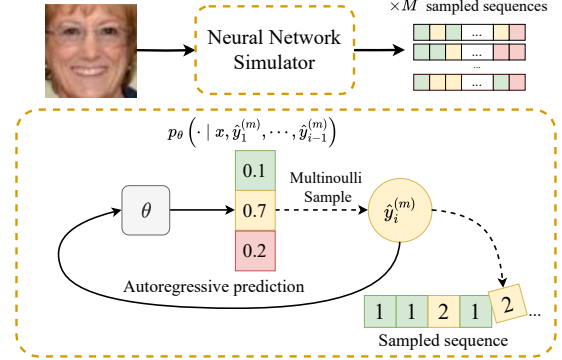 ×M sampled sequences
Neural Network
Simulator
...
...
...
...
p_θ ( · | x, ŷ_1^(m), ⋯, ŷ_{i-1}^(m) )
0.1
Multinoulli
Sample
θ
0.7
ŷ_i^(m)
0.2
Autoregressive prediction
1 1 2 1 2 ...
Sampled sequence